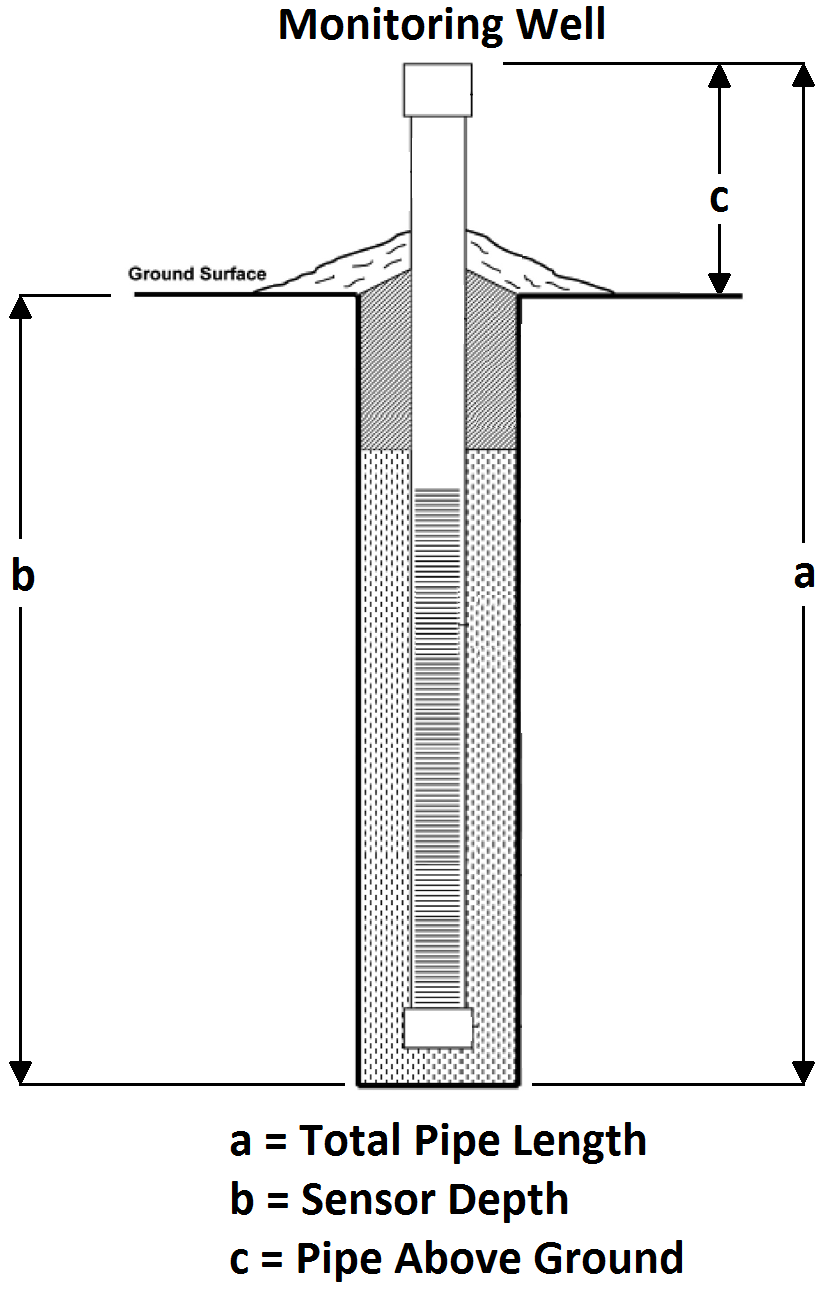 Monitoring Well
c
Ground Surface
b
a
a = Total Pipe Length
b = Sensor Depth
c = Pipe Above Ground